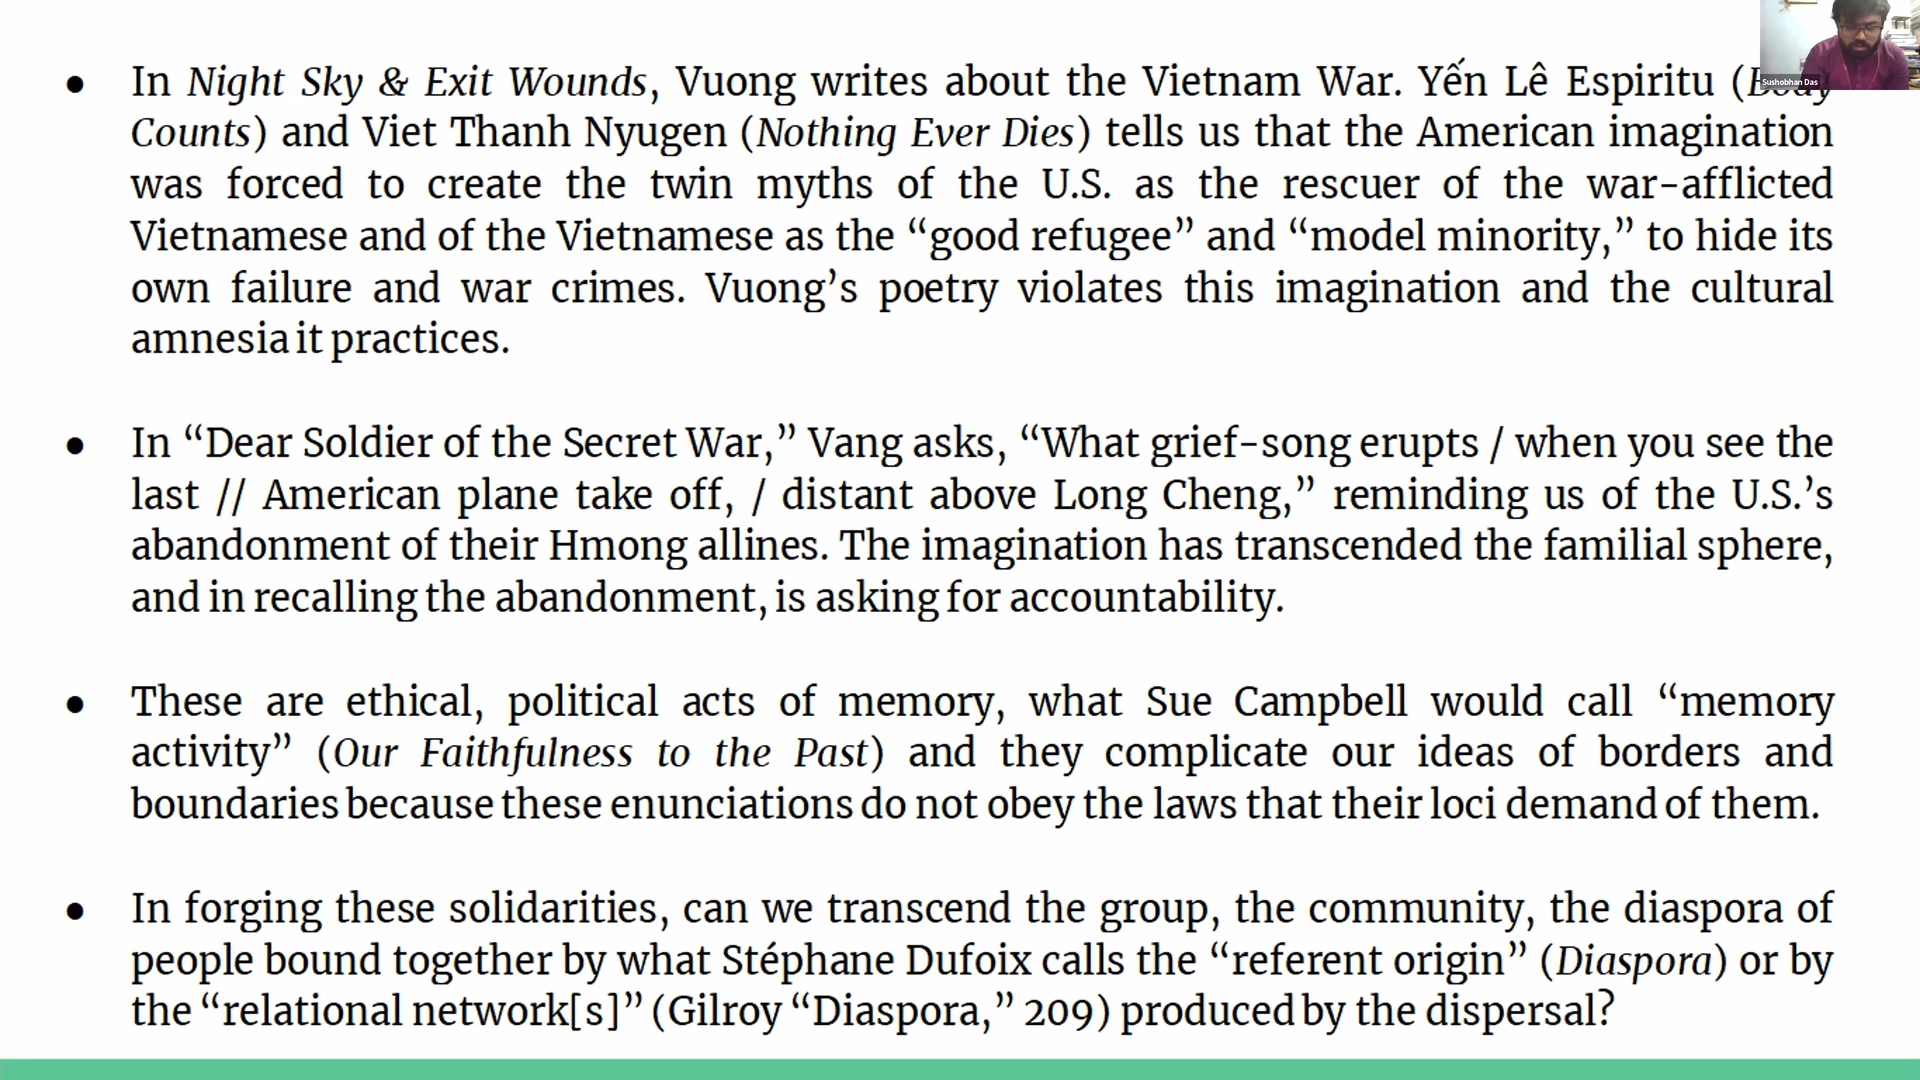 ● In Night Sky & Exit Wounds, Vuong writes about the Vietnam War. Yến Lê Espiritu (Body
Counts) and Viet Thanh Nyugen (Nothing Ever Dies) tells us that the American imagination
was forced to create the twin myths of the U.S. as the rescuer of the war-afflicted
Vietnamese and of the Vietnamese as the “good refugee” and “model minority,” to hide its
own failure and war crimes. Vuong’s poetry violates this imagination and the cultural
amnesia it practices.
● In “Dear Soldier of the Secret War,” Vang asks, “What grief-song erupts / when you see the
last // American plane take off, / distant above Long Cheng,” reminding us of the U.S.’s
abandonment of their Hmong allines. The imagination has transcended the familial sphere,
and in recalling the abandonment, is asking for accountability.
● These are ethical, political acts of memory, what Sue Campbell would call “memory
activity” (Our Faithfulness to the Past) and they complicate our ideas of borders and
boundaries because these enunciations do not obey the laws that their loci demand of them.
● In forging these solidarities, can we transcend the group, the community, the diaspora of
people bound together by what Stéphane Dufoix calls the “referent origin” (Diaspora) or by
the “relational network[s]” (Gilroy “Diaspora,” 209) produced by the dispersal?
Sushobhan Das